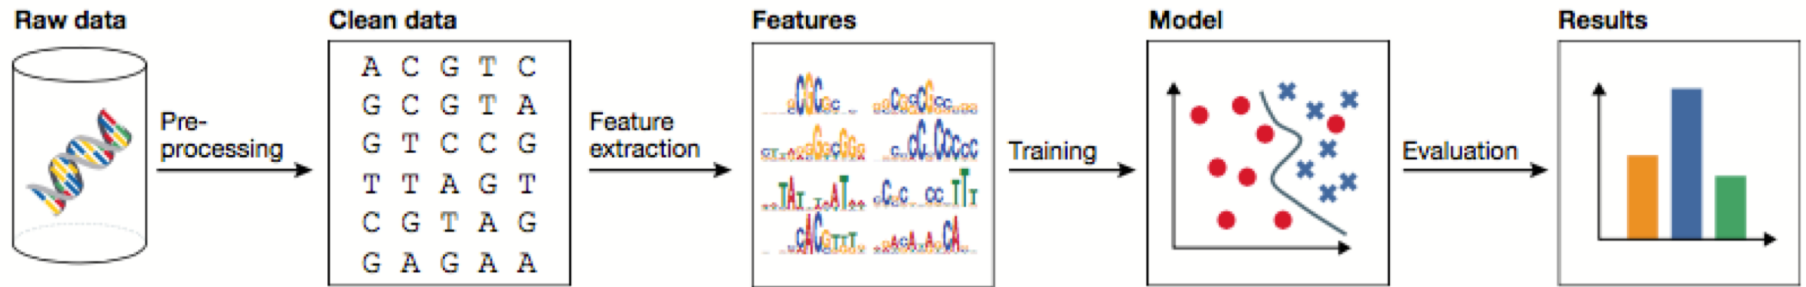 Raw data
Clean data
Features
Model
Results
Pre-
processing
Feature
extraction
Training
Evaluation
A C G T C
G C G T A
G T C C G
T T A G T
C G T A G
G A G A A